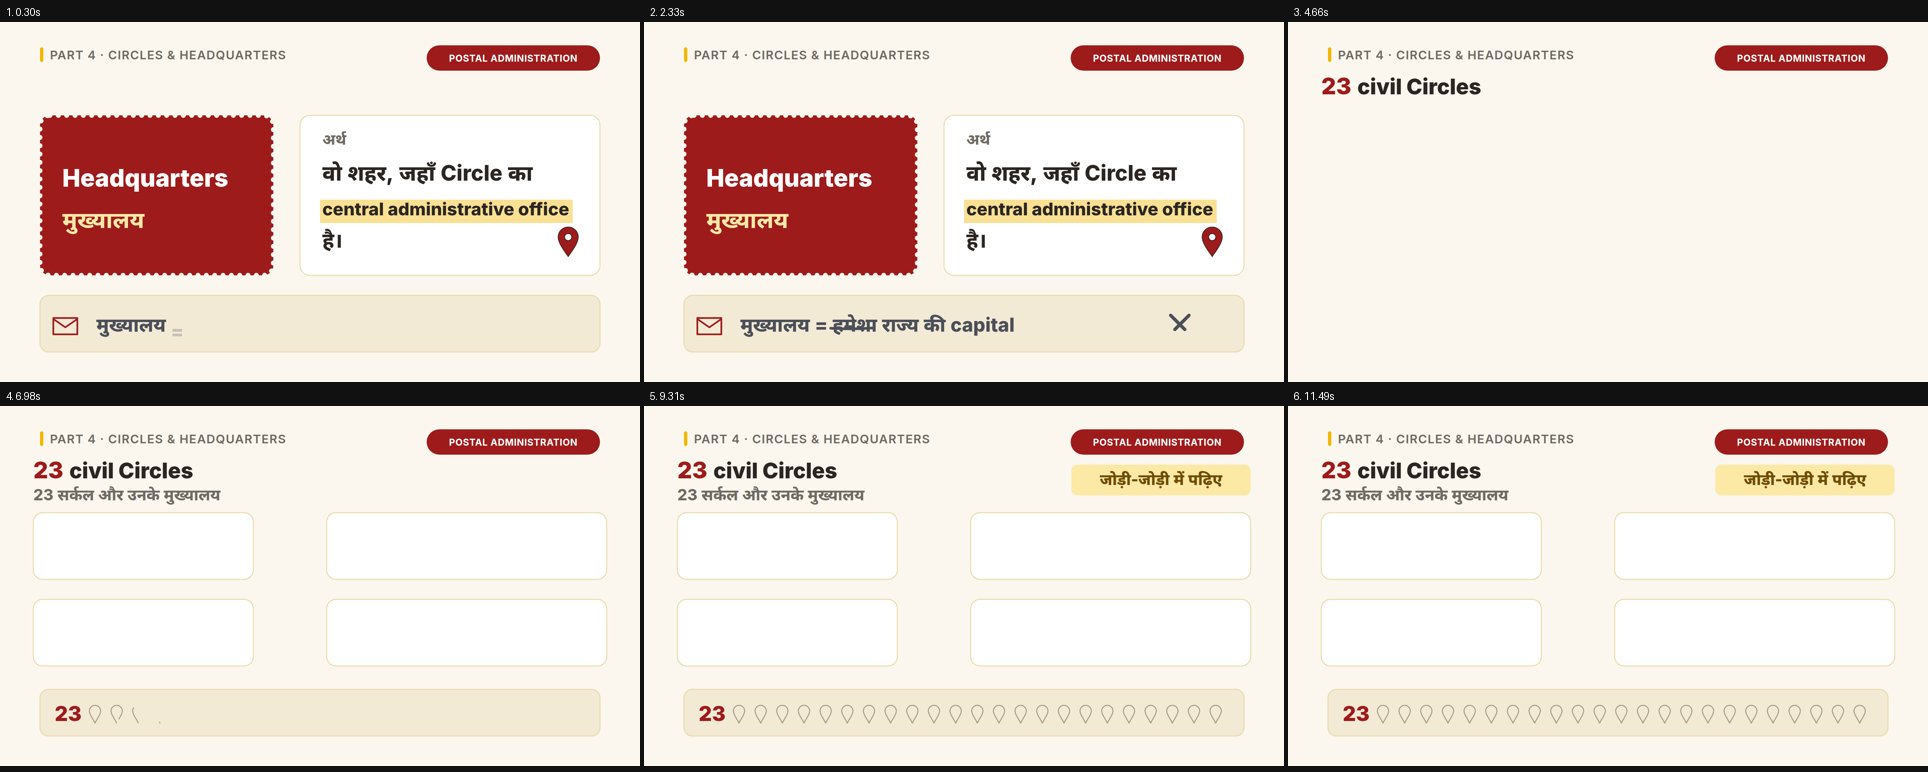 1. 0.30s
PART 4 · CIRCLES & HEADQUARTERS
POSTAL ADMINISTRATION
Headquarters
मुख्यालय
अर्थ
वो शहर, जहाँ Circle का
central administrative office
है।
मुख्यालय =
2. 2.33s
PART 4 · CIRCLES & HEADQUARTERS
POSTAL ADMINISTRATION
Headquarters
मुख्यालय
अर्थ
वो शहर, जहाँ Circle का
central administrative office
है।
मुख्यालय = हमेशा राज्य की capital
3. 4.66s
PART 4 · CIRCLES & HEADQUARTERS
POSTAL ADMINISTRATION
23 civil Circles
4. 6.98s
PART 4 · CIRCLES & HEADQUARTERS
POSTAL ADMINISTRATION
23 civil Circles
23 सर्कल और उनके मुख्यालय
23
5. 9.31s
PART 4 · CIRCLES & HEADQUARTERS
POSTAL ADMINISTRATION
23 civil Circles
जोड़ी-जोड़ी में पढ़िए
23 सर्कल और उनके मुख्यालय
23
6. 11.49s
PART 4 · CIRCLES & HEADQUARTERS
POSTAL ADMINISTRATION
23 civil Circles
जोड़ी-जोड़ी में पढ़िए
23 सर्कल और उनके मुख्यालय
23